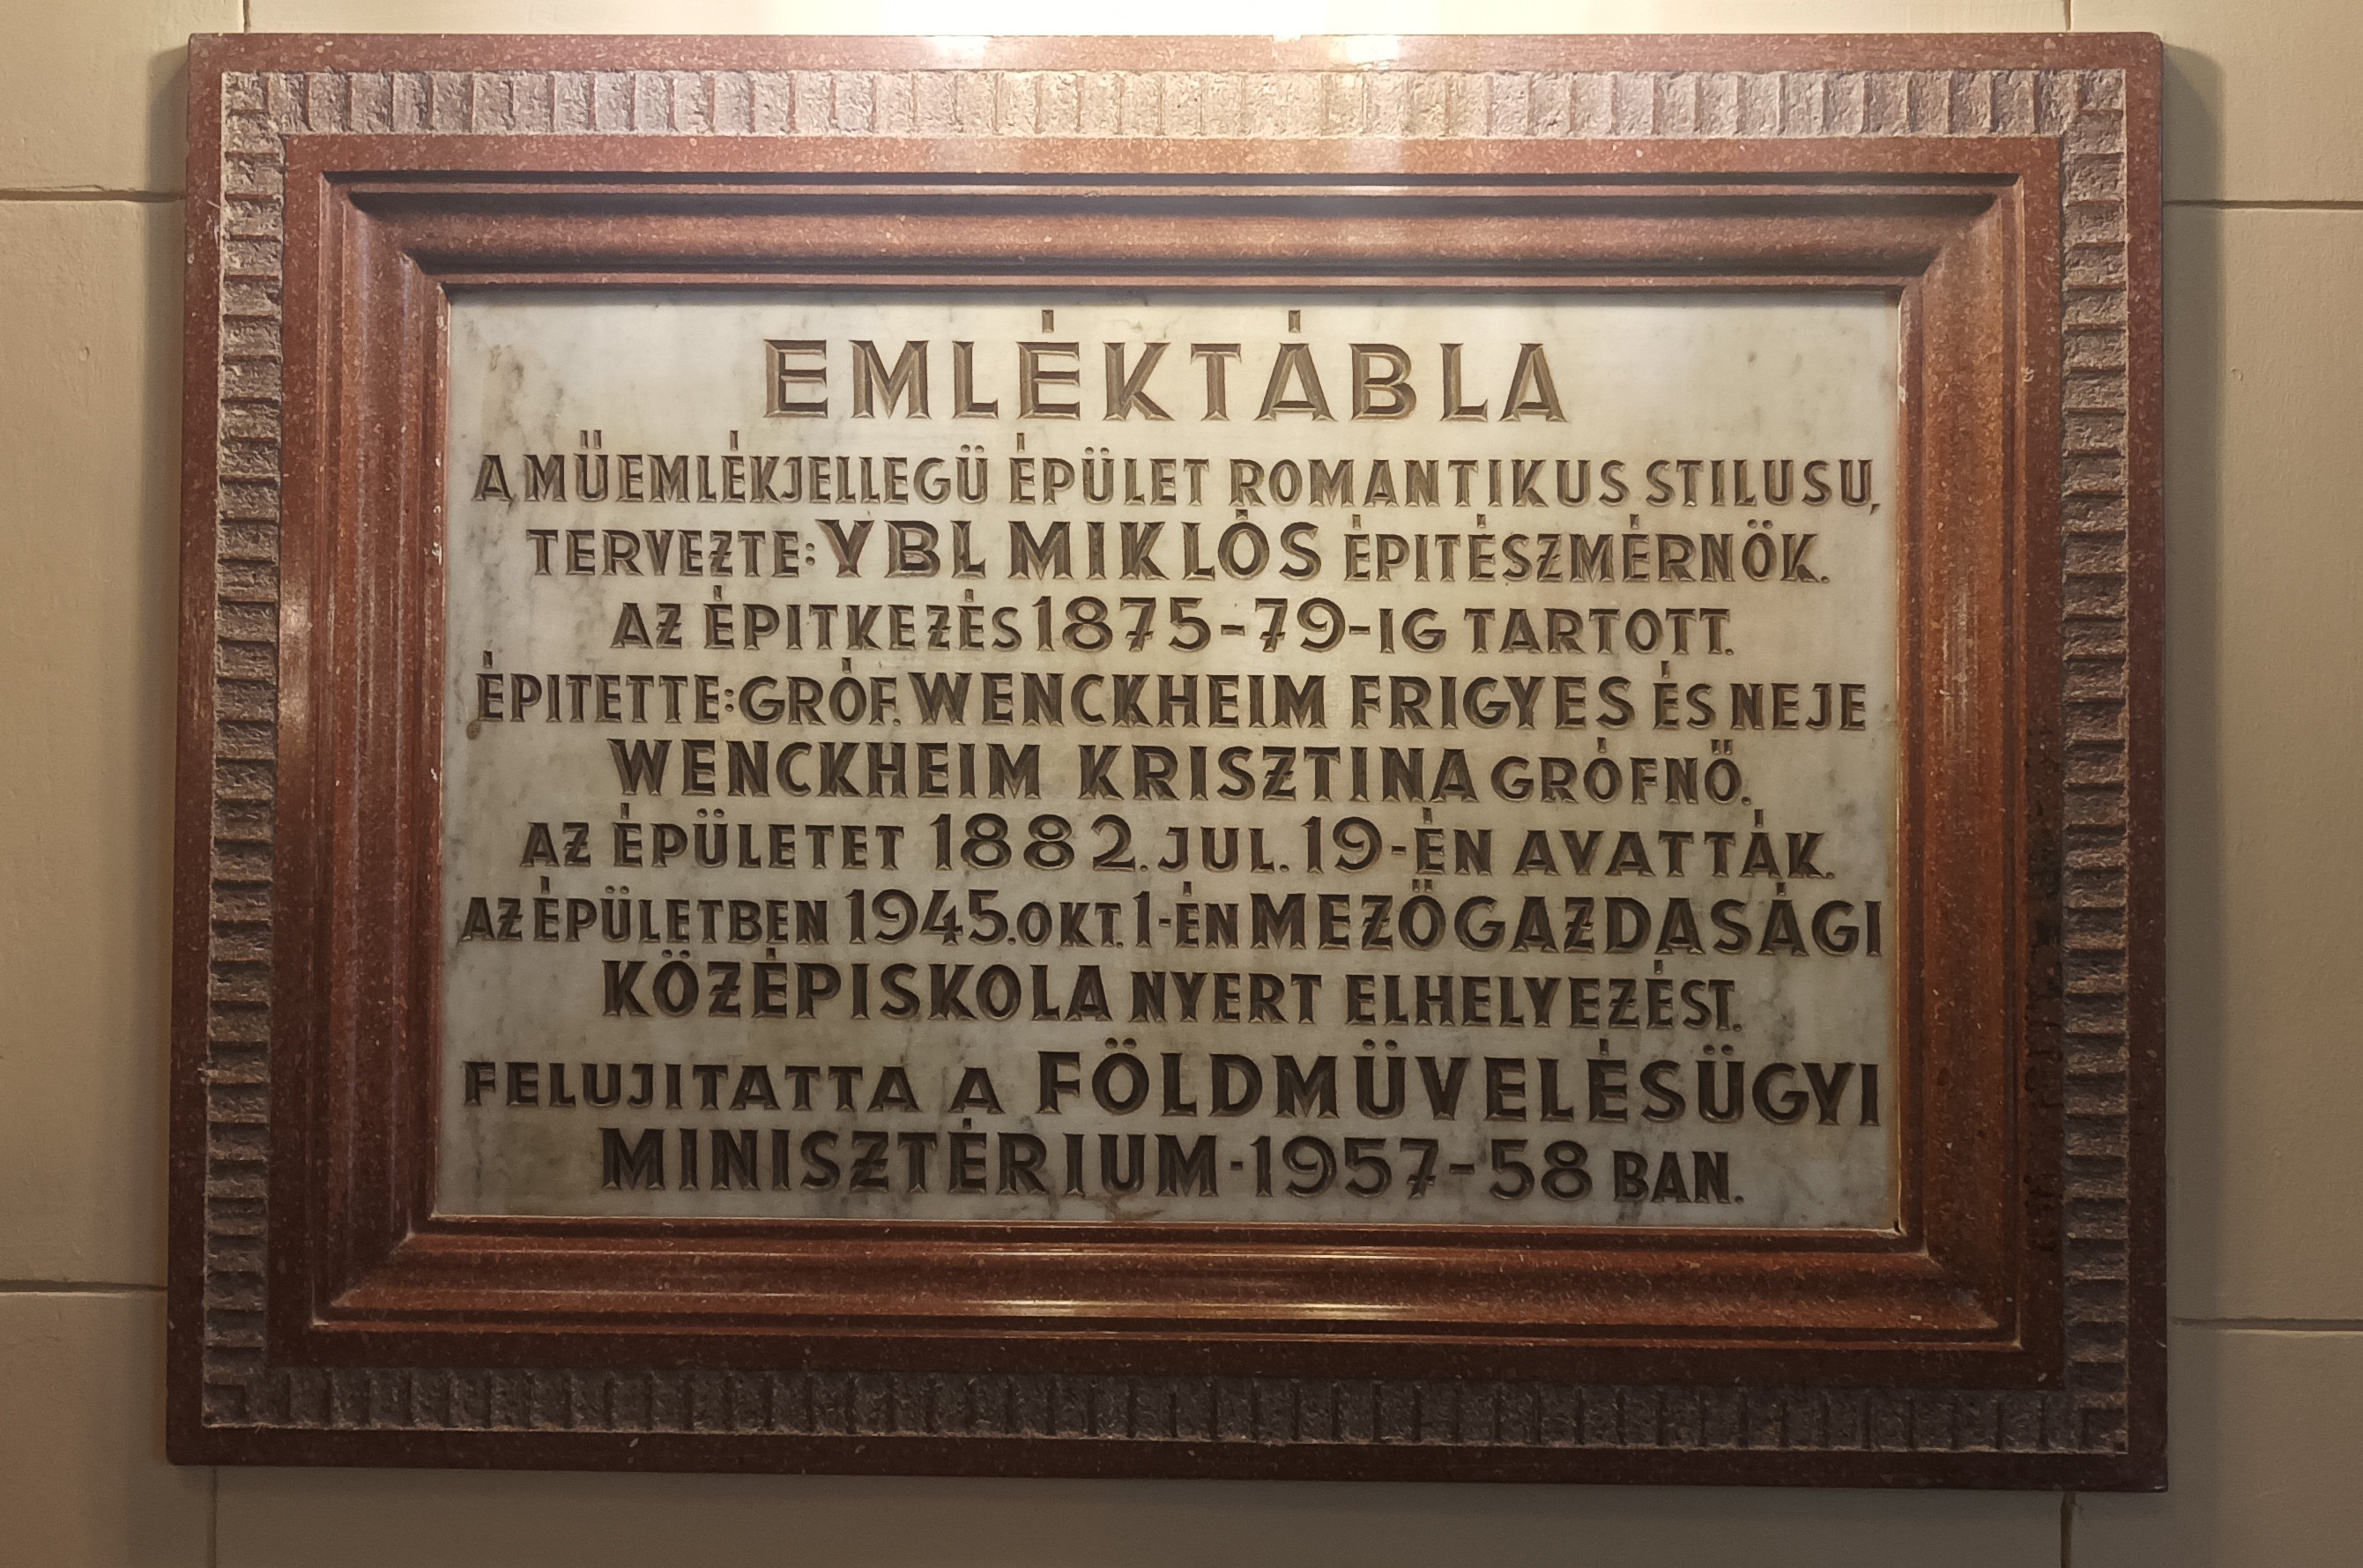 EMLÉKTÁBLA
A MŰEMLÉKJELLEGÜ ÉPÜLET ROMANTIKUS STILUSU,
TERVEZTE: YBL MIKLÓS ÉPITÉSZMÉRNÖK.
AZ ÉPITKEZÉS 1875-79-IG TARTOTT.
ÉPITETTE: GRÓF. WENCKHEIM FRIGYES ÉS NEJE
WENCKHEIM KRISZTINA GRÓFNŐ.
AZ ÉPÜLETET 1882. JUL. 19-ÉN AVATTÁK.
AZ ÉPÜLETBEN 1945. OKT. 1-ÉN MEZŐGAZDASÁGI
KÖZÉPISKOLA NYERT ELHELYEZÉST.
FELUJITATTA A FÖLDMÜVELÉSÜGYI
MINISZTÉRIUM·1957-58 BAN.